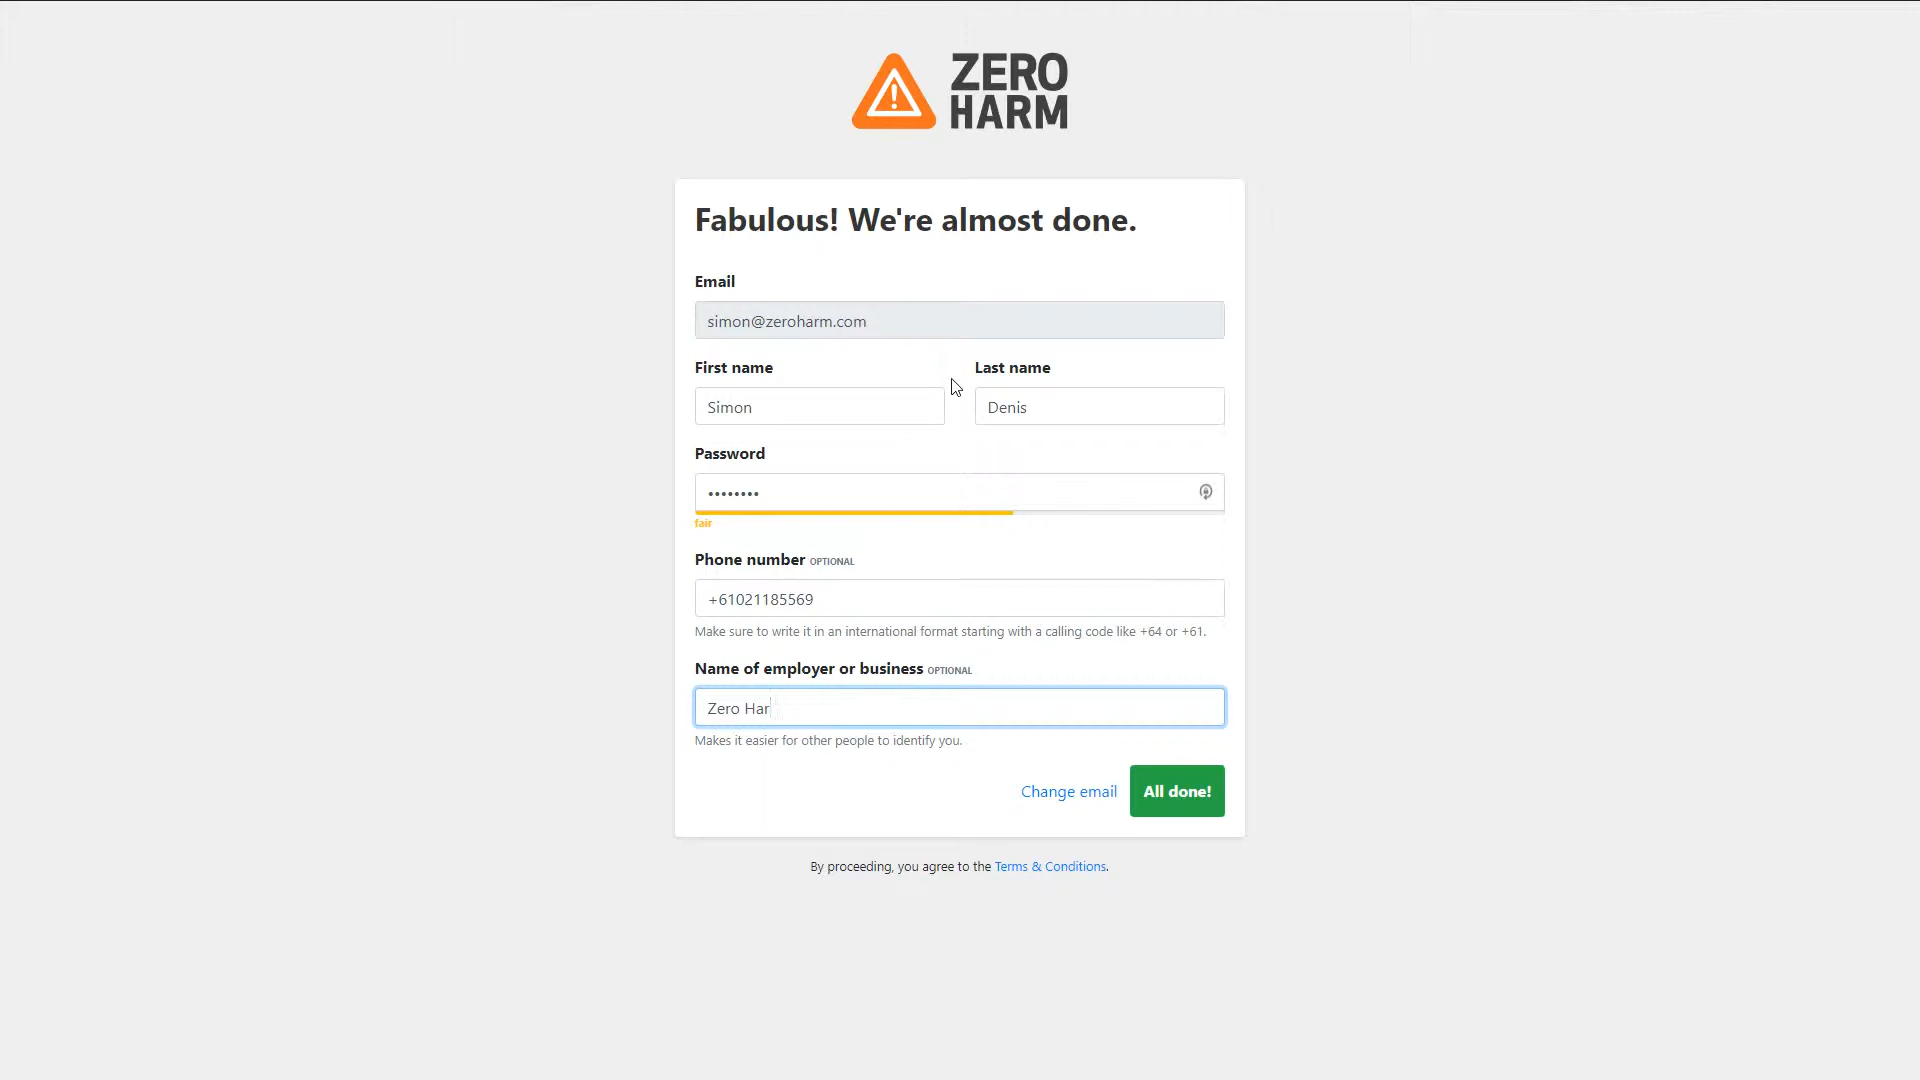 ZERO
HARM
Fabulous! We're almost done.
Email
simon@zeroharm.com
First name
Last name
Simon
Denis
Password
••••••••
fair
Phone number OPTIONAL
+61021185569
Make sure to write it in an international format starting with a calling code like +64 or +61.
Name of employer or business OPTIONAL
Zero Har
Makes it easier for other people to identify you.
Change email
All done!
By proceeding, you agree to the Terms & Conditions.